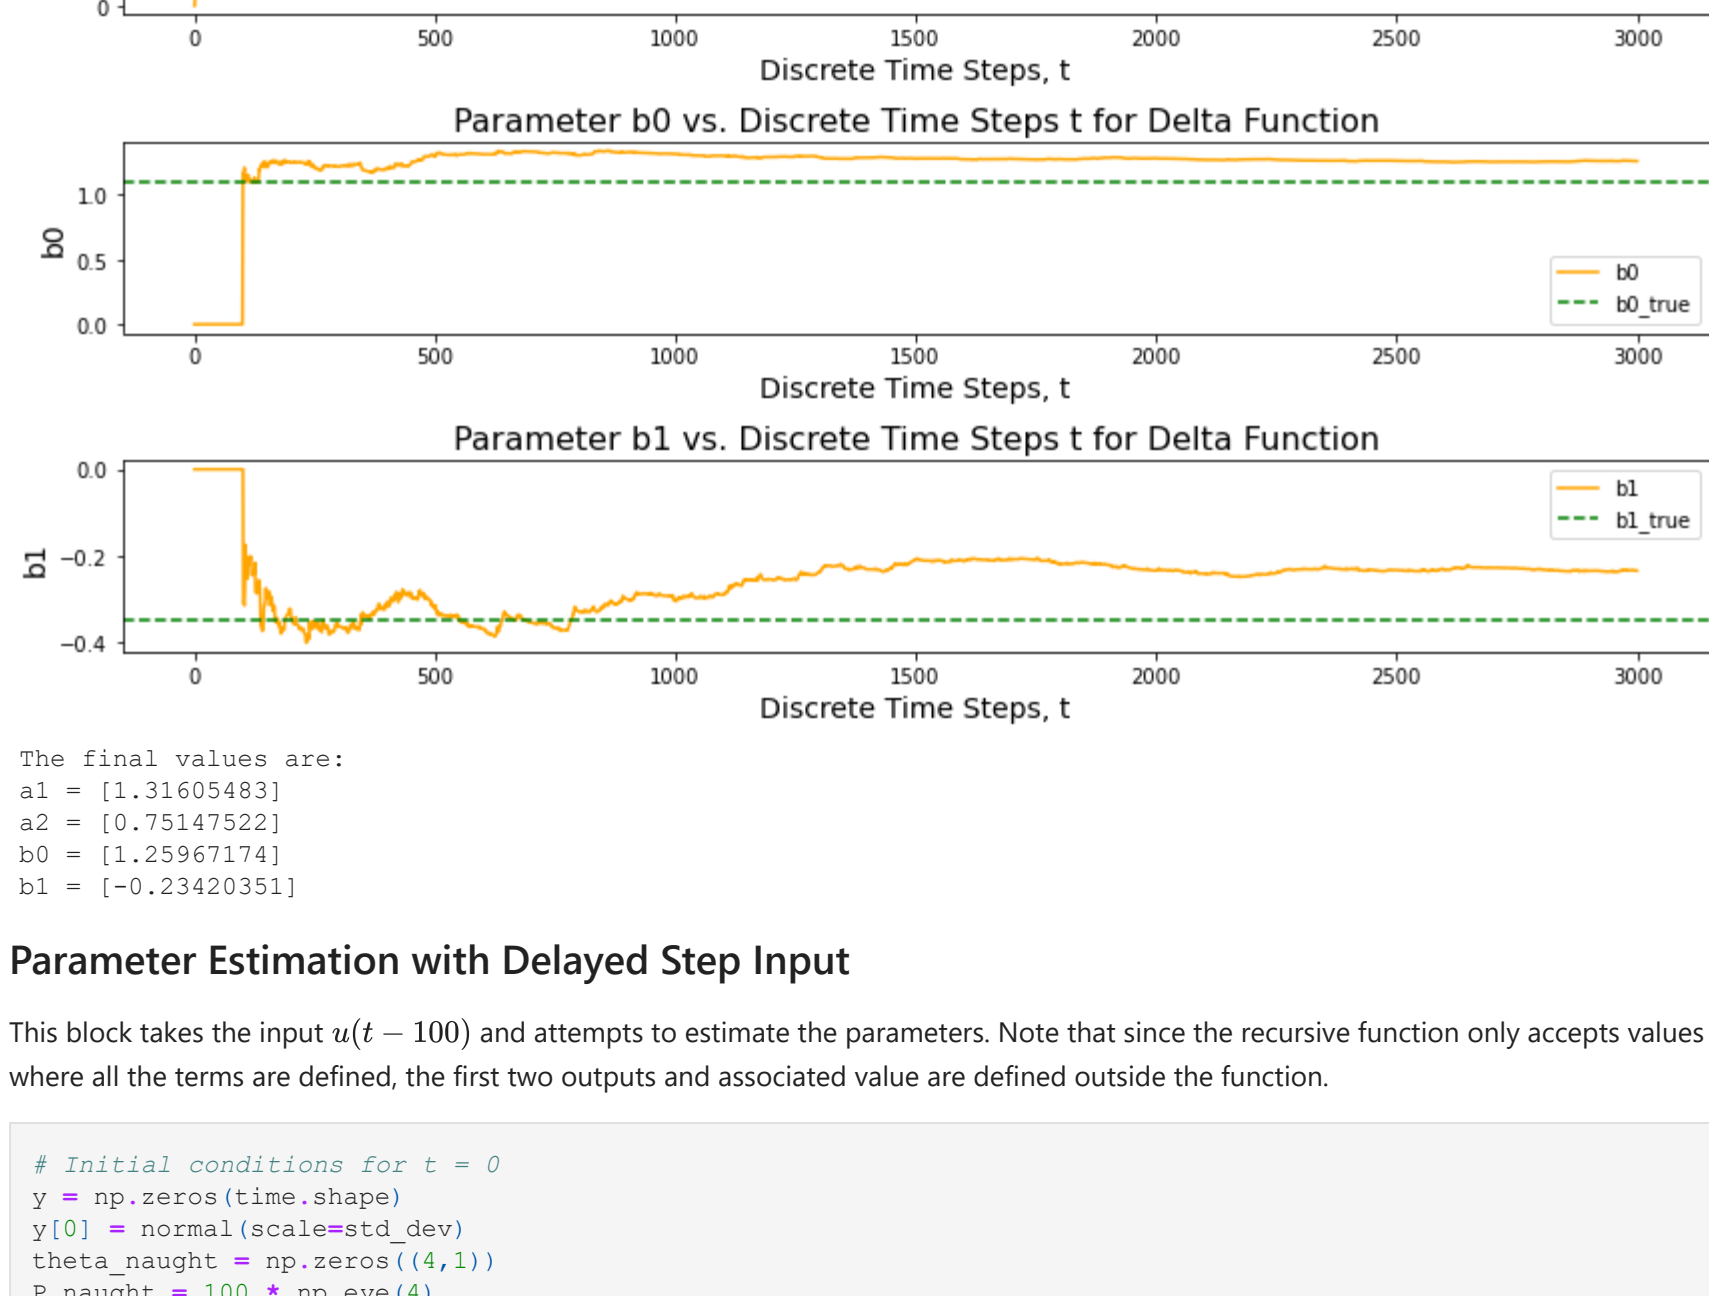 0
0 500 1000 1500 2000 2500 3000
Discrete Time Steps, t
Parameter b0 vs. Discrete Time Steps t for Delta Function
1.0
0.5
0.0
b0
b0
b0_true
0 500 1000 1500 2000 2500 3000
Discrete Time Steps, t
Parameter b1 vs. Discrete Time Steps t for Delta Function
0.0
−0.2
−0.4
b1
b1
b1_true
0 500 1000 1500 2000 2500 3000
Discrete Time Steps, t
The final values are:
a1 = [1.31605483]
a2 = [0.75147522]
b0 = [1.25967174]
b1 = [-0.23420351]
Parameter Estimation with Delayed Step Input
This block takes the input u(t − 100) and attempts to estimate the parameters. Note that since the recursive function only accepts values
where all the terms are defined, the first two outputs and associated value are defined outside the function.
# Initial conditions for t = 0
y = np.zeros(time.shape)
y[0] = normal(scale=std_dev)
theta_naught = np.zeros((4,1))
P_naught = 100 * np.eye(4)